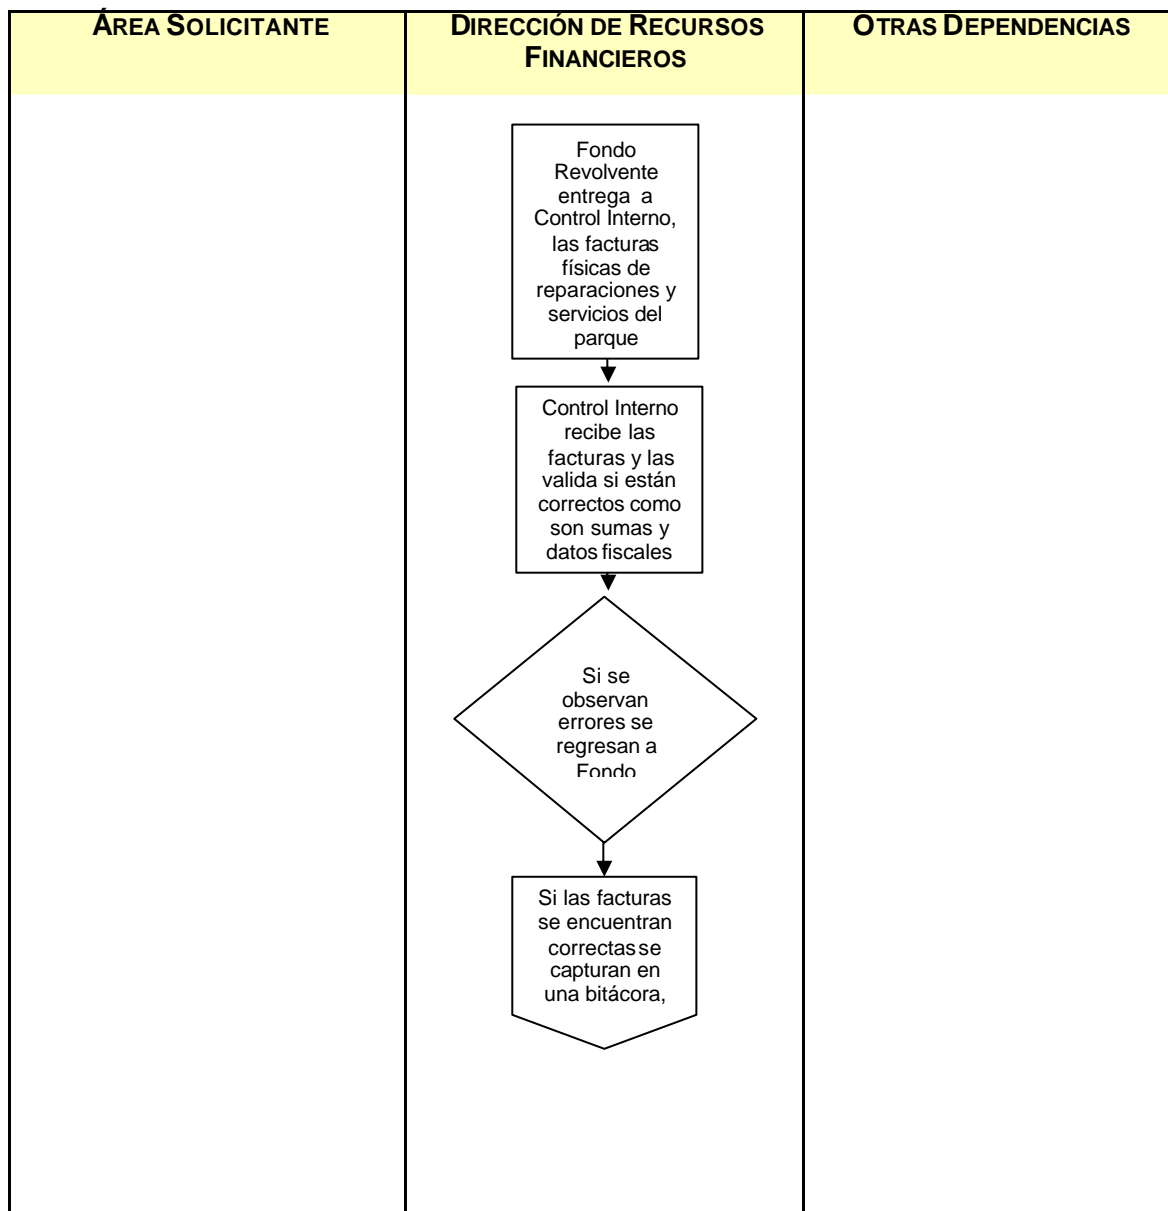 ÁREA SOLICITANTE
DIRECCIÓN DE RECURSOS
FINANCIEROS
OTRAS DEPENDENCIAS
Fondo
Revolvente
entrega a
Control Interno,
las facturas
físicas de
reparaciones y
servicios del
parque
Control Interno
recibe las
facturas y las
valida si están
correctos como
son sumas y
datos fiscales
Si se
observan
errores se
regresan a
Fondo
Si las facturas
se encuentran
correctas se
capturan en
una bitácora,